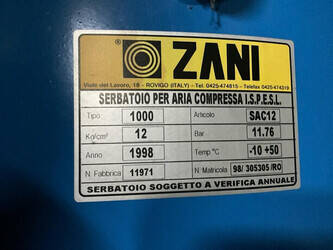 ZANI
Viale del Lavoro, 18 - ROVIGO (ITALY) - Tel. 0425-474815 - Telefax 0425-474319
SERBATOIO PER ARIA COMPRESSA I.S.P.E.S.L.
Tipo 1000 Articolo SAC12
Kg/cm² 12 Bar 11.76
Anno 1998 Temp °C -10 +50
N. Fabbrica 11971 N. Matricola 98/ 305305 /RO
SERBATOIO SOGGETTO A VERIFICA ANNUALE